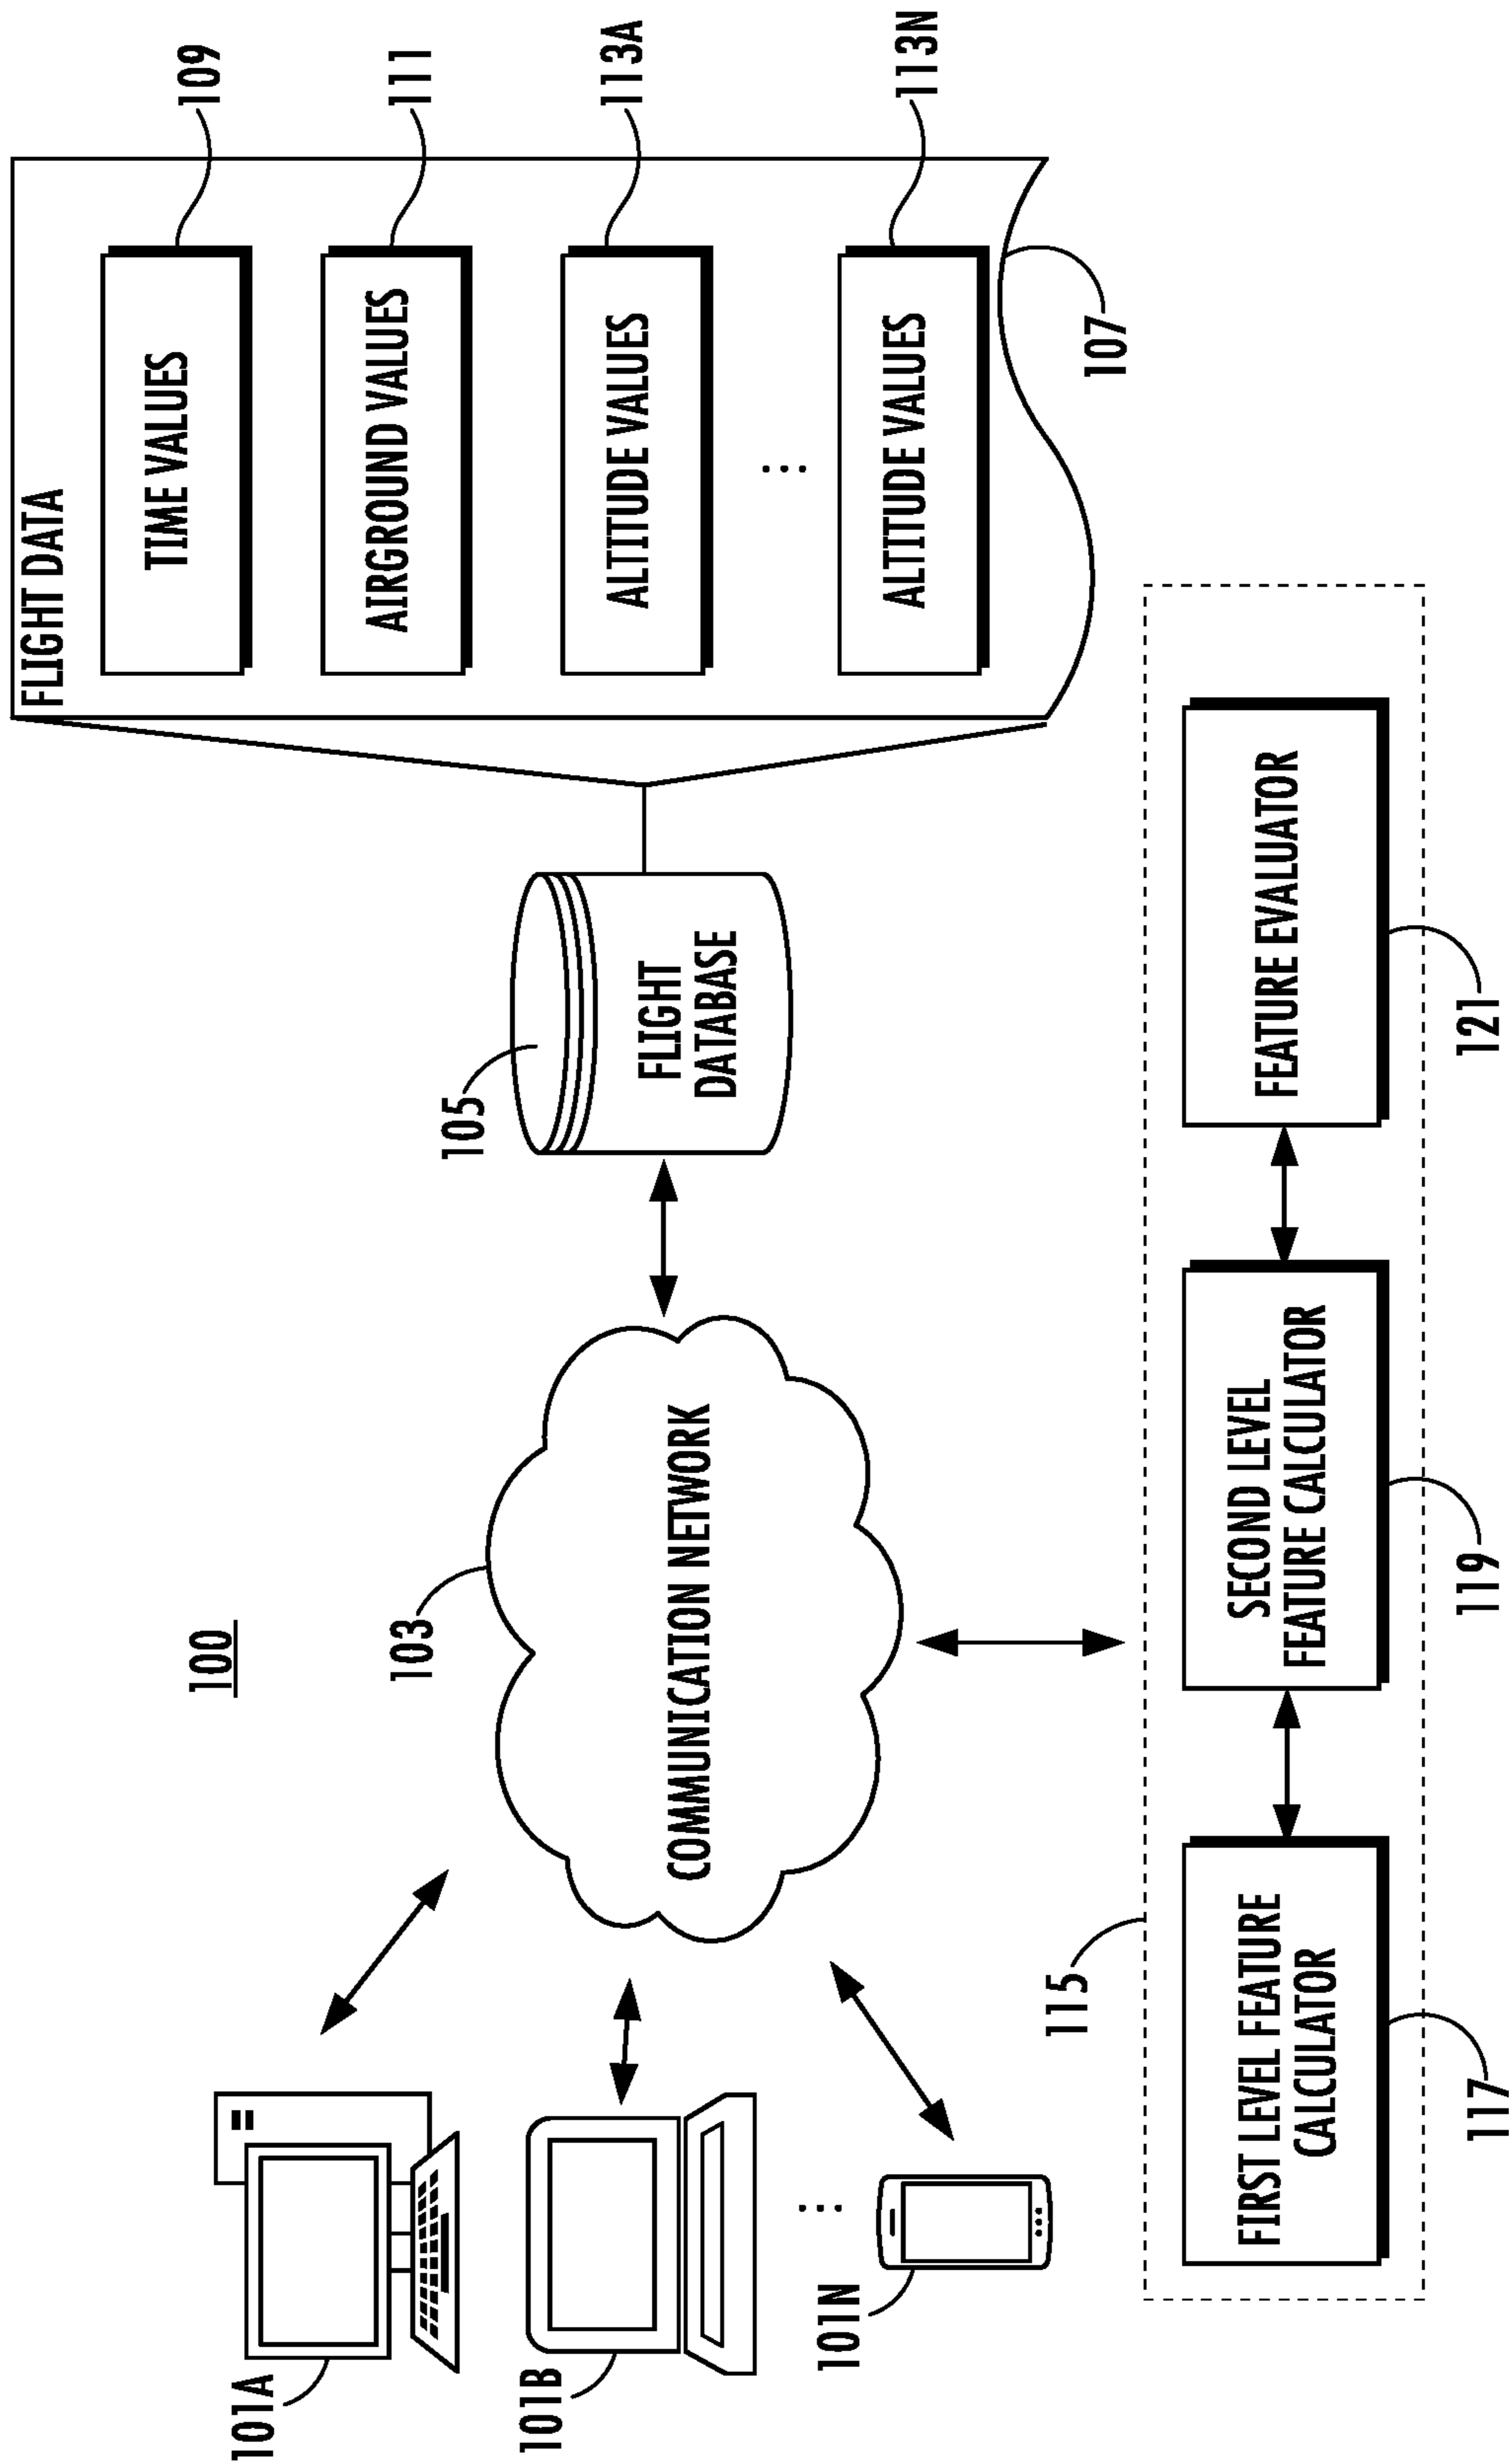 100
FLIGHT DATA
109
TIME VALUES
111
AIRGROUND VALUES
113A
ALTITUDE VALUES
...
113N
ALTITUDE VALUES
107
101A
101B
...
101N
103
COMMUNICATION NETWORK
105
FLIGHT
DATABASE
115
FIRST LEVEL FEATURE
CALCULATOR
117
SECOND LEVEL
FEATURE CALCULATOR
119
FEATURE EVALUATOR
121